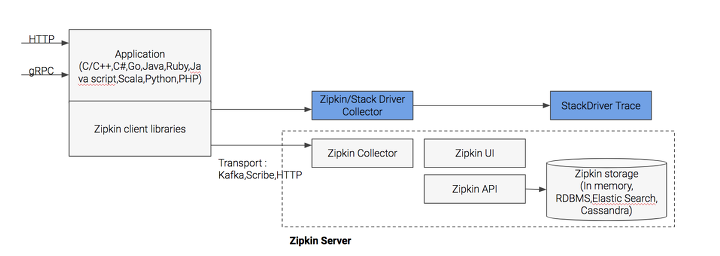 HTTP
gRPC
Application
(C/C++,C#,Go,Java,Ruby,Ja
va script,Scala,Python,PHP)
Zipkin client libraries
Zipkin/Stack Driver
Collector
StackDriver Trace
Transport :
Kafka,Scribe,HTTP
Zipkin Collector
Zipkin UI
Zipkin API
Zipkin storage
(In memory,
RDBMS,Elastic Search,
Cassandra)
Zipkin Server